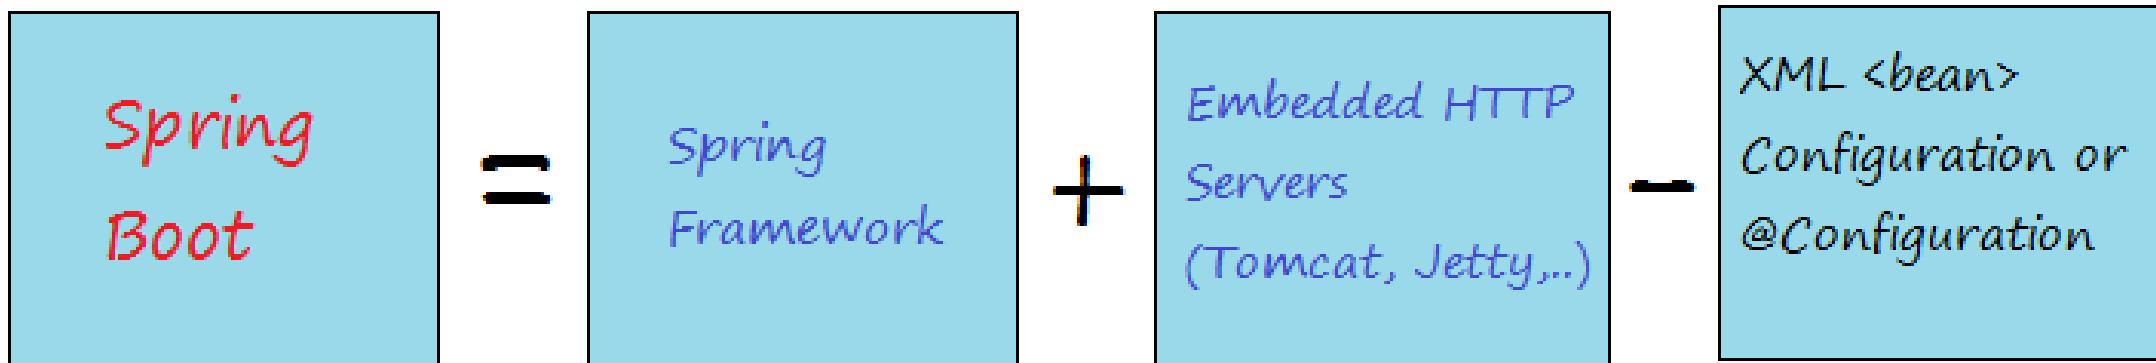 Spring
Boot
=
Spring
Framework
+
Embedded HTTP
Servers
(Tomcat, Jetty,..)
−
XML <bean>
Configuration or
@Configuration